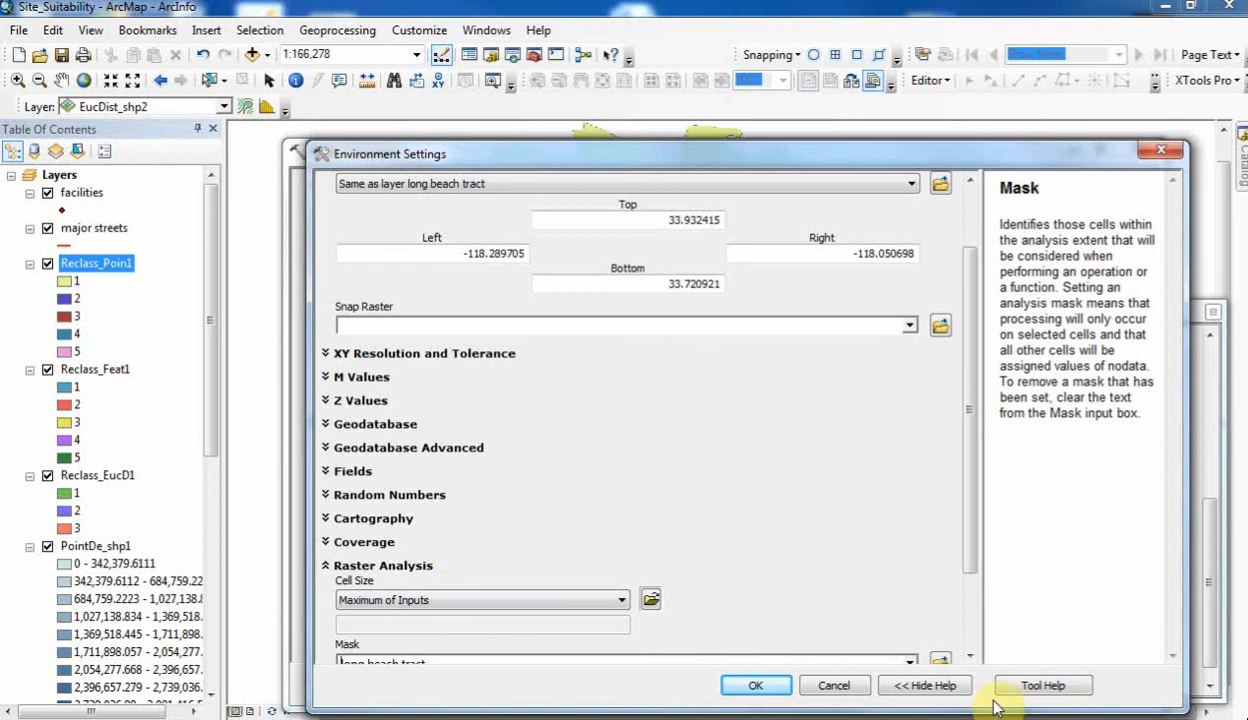 Site_Suitability - ArcMap - ArcInfo
File Edit View Bookmarks Insert Selection Geoprocessing Customize Windows Help
1:166,278 Snapping Page Text
Editor XTools Pro
Layer: EucDist_shp2
Table Of Contents
Layers
facilities
major streets
Reclass_Poin1
1
2
3
4
5
Reclass_Feat1
1
2
3
4
5
Reclass_EucD1
1
2
3
PointDe_shp1
0 - 342,379.6111
342,379.6112 - 684,759.22
684,759.2223 - 1,027,138.8
1,027,138.834 - 1,369,518.
1,369,518.445 - 1,711,898.
1,711,898.057 - 2,054,277.
2,054,277.668 - 2,396,657.
2,396,657.279 - 2,739,036.
Environment Settings
Same as layer long beach tract
Top
33.932415
Left Right
-118.289705 -118.050698
Bottom
33.720921
Snap Raster
XY Resolution and Tolerance
M Values
Z Values
Geodatabase
Geodatabase Advanced
Fields
Random Numbers
Cartography
Coverage
Raster Analysis
Cell Size
Maximum of Inputs
Mask
long beach tract
OK Cancel << Hide Help Tool Help
Mask
Identifies those cells within
the analysis extent that will
be considered when
performing an operation or
a function. Setting an
analysis mask means that
processing will only occur
on selected cells and that
all other cells will be
assigned values of nodata.
To remove a mask that has
been set, clear the text
from the Mask input box.
Catalog